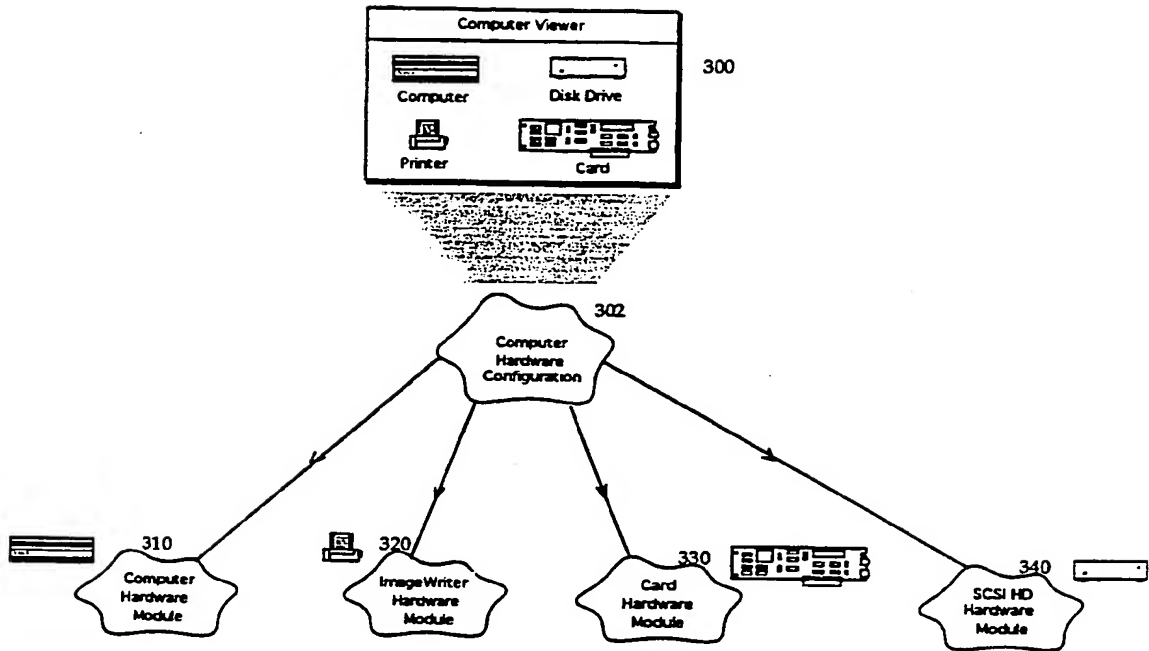 Computer Viewer
300
Computer
Disk Drive
Printer
Card
302
Computer
Hardware
Configuration
310
Computer
Hardware
Module
320
ImageWriter
Hardware
Module
330
Card
Hardware
Module
340
SCSI HD
Hardware
Module